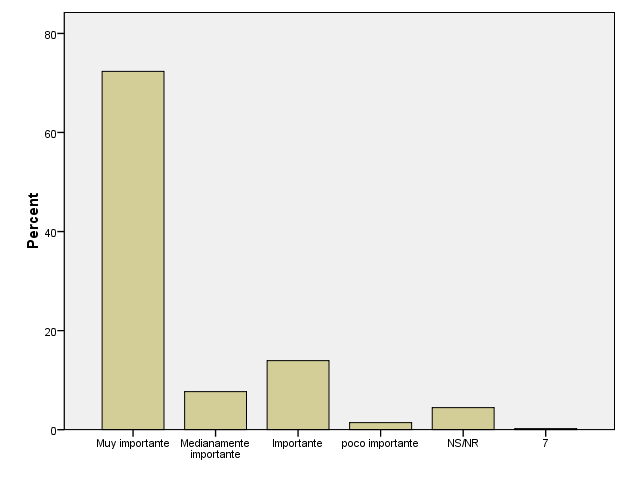 80
60
40
20
0
Percent
Muy importante
Medianamente
importante
Importante
poco importante
NS/NR
7